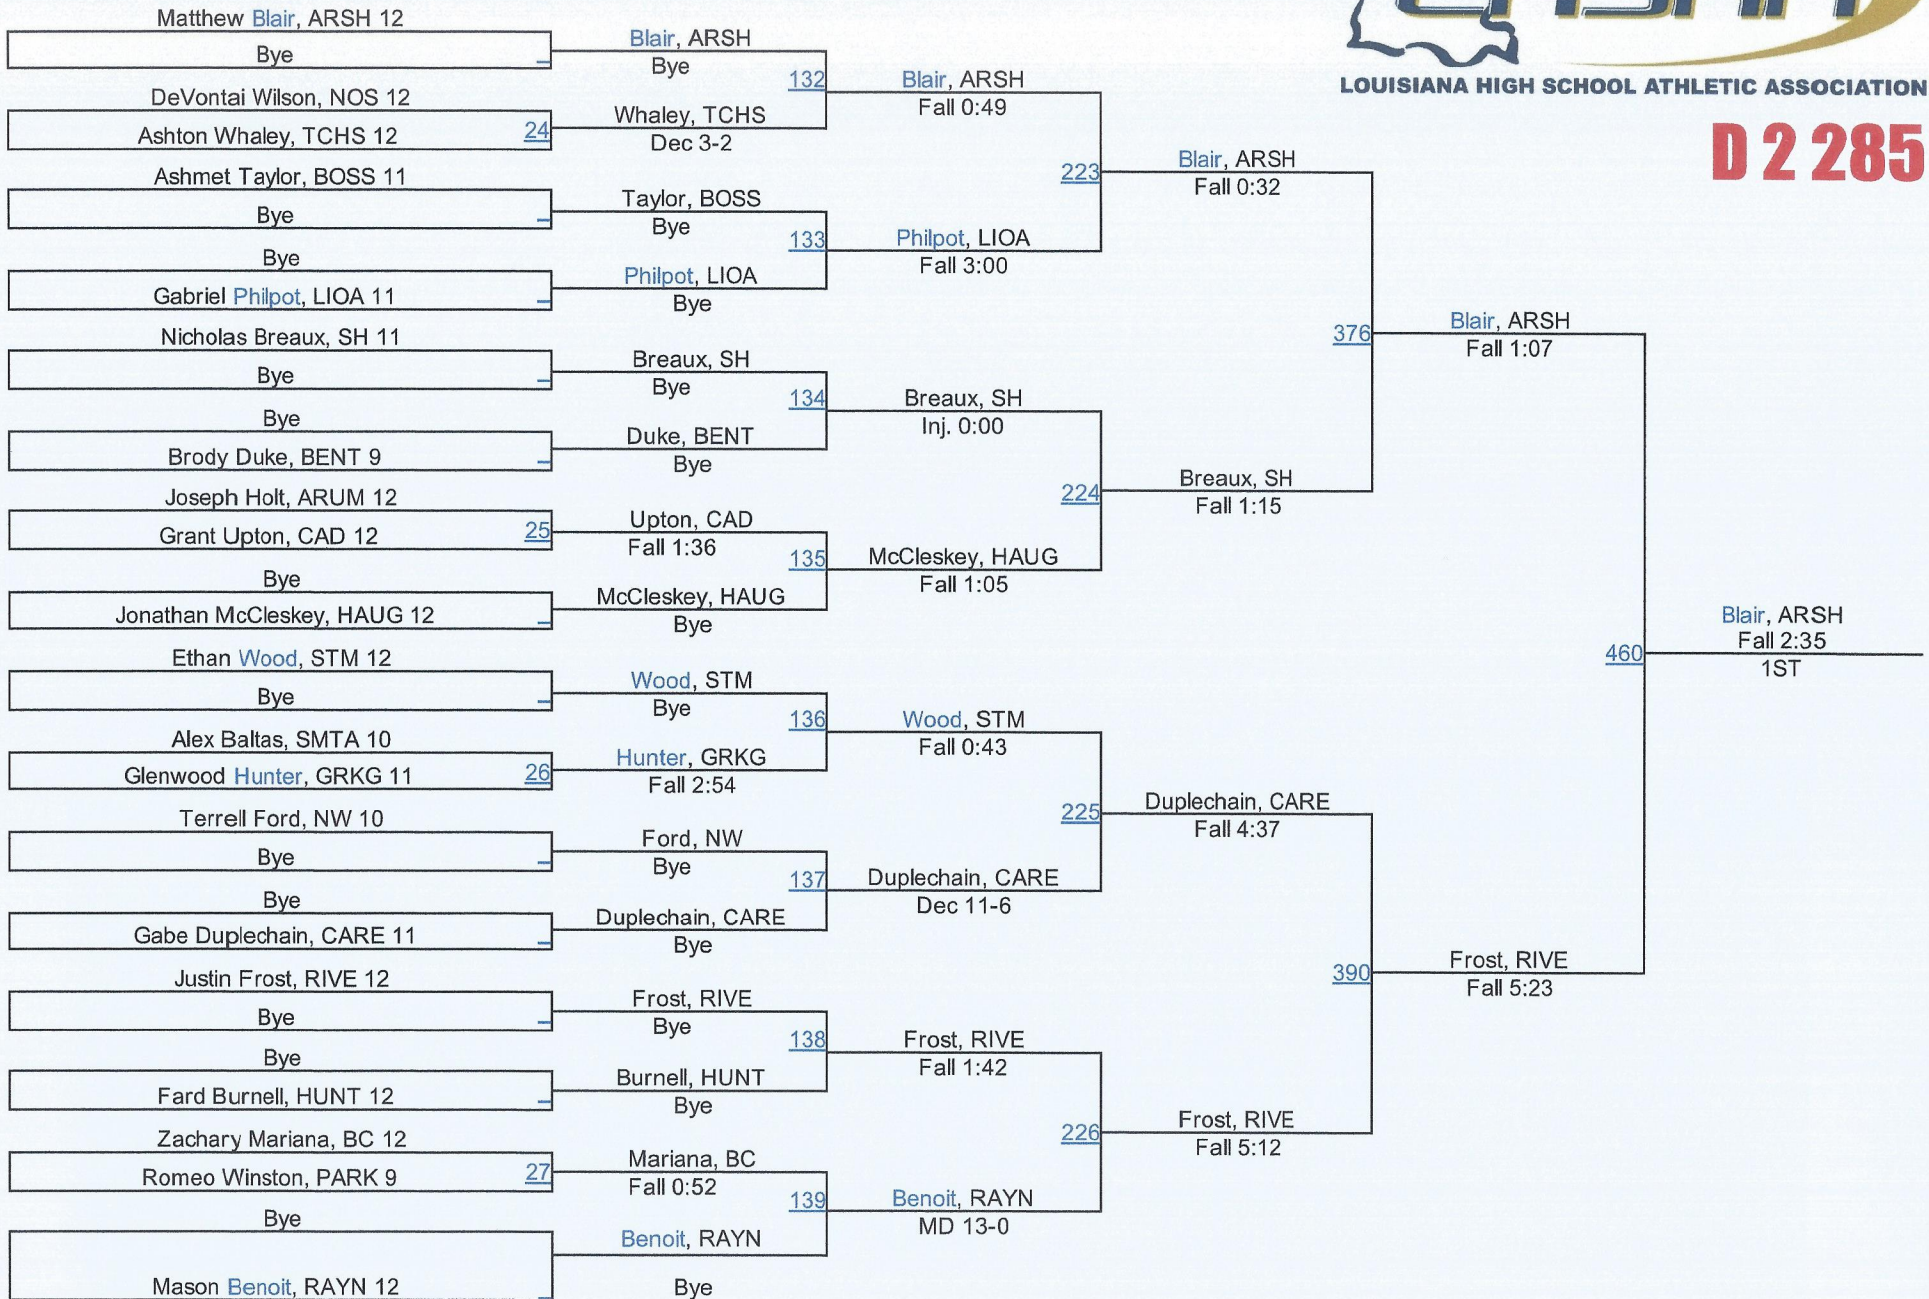 LOUISIANA HIGH SCHOOL ATHLETIC ASSOCIATION
D 2 285
Matthew Blair, ARSH 12
Bye
DeVontai Wilson, NOS 12
Ashton Whaley, TCHS 12
24
Ashmet Taylor, BOSS 11
Bye
Bye
Gabriel Philpot, LIOA 11
Nicholas Breaux, SH 11
Bye
Bye
Brody Duke, BENT 9
Joseph Holt, ARUM 12
Grant Upton, CAD 12
25
Bye
Jonathan McCleskey, HAUG 12
Ethan Wood, STM 12
Bye
Alex Baltas, SMTA 10
Glenwood Hunter, GRKG 11
26
Terrell Ford, NW 10
Bye
Bye
Gabe Duplechain, CARE 11
Justin Frost, RIVE 12
Bye
Bye
Fard Burnell, HUNT 12
Zachary Mariana, BC 12
Romeo Winston, PARK 9
27
Bye
Mason Benoit, RAYN 12
Blair, ARSH
Bye
132
Whaley, TCHS
Dec 3-2
Taylor, BOSS
Bye
133
Philpot, LIOA
Bye
Breaux, SH
Bye
134
Duke, BENT
Bye
Upton, CAD
Fall 1:36
135
McCleskey, HAUG
Bye
Wood, STM
Bye
136
Hunter, GRKG
Fall 2:54
Ford, NW
Bye
137
Duplechain, CARE
Bye
Frost, RIVE
Bye
138
Burnell, HUNT
Bye
Mariana, BC
Fall 0:52
139
Benoit, RAYN
Bye
Blair, ARSH
Fall 0:49
223
Philpot, LIOA
Fall 3:00
Breaux, SH
Inj. 0:00
224
McCleskey, HAUG
Fall 1:05
Wood, STM
Fall 0:43
225
Duplechain, CARE
Dec 11-6
Frost, RIVE
Fall 1:42
226
Benoit, RAYN
MD 13-0
Blair, ARSH
Fall 0:32
376
Breaux, SH
Fall 1:15
Duplechain, CARE
Fall 4:37
390
Frost, RIVE
Fall 5:12
Blair, ARSH
Fall 1:07
460
Frost, RIVE
Fall 5:23
Blair, ARSH
Fall 2:35
1ST